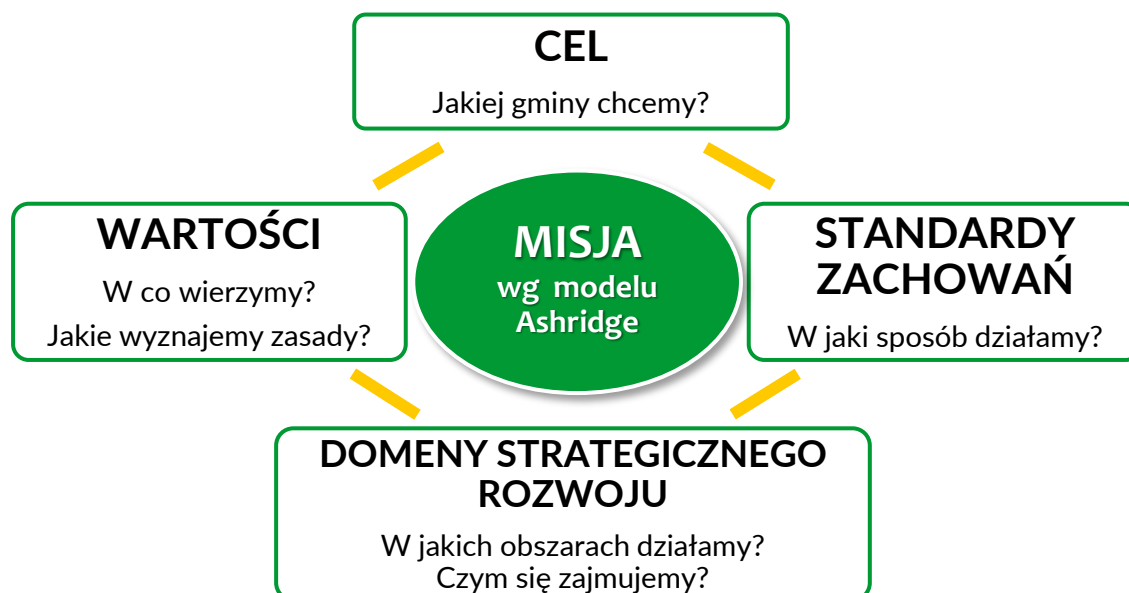 CEL
Jakiej gminy chcemy?
WARTOŚCI
W co wierzymy?
Jakie wyznajemy zasady?
MISJA
wg modelu
Ashridge
STANDARDY
ZACHOWAŃ
W jaki sposób działamy?
DOMENY STRATEGICZNEGO
ROZWOJU
W jakich obszarach działamy?
Czym się zajmujemy?